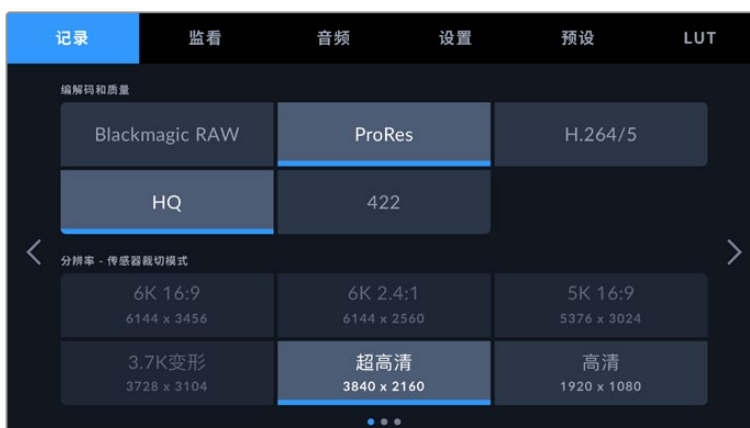 记录 监看 音频 设置 预设 LUT
编解码和质量
Blackmagic RAW ProRes H.264/5
HQ 422
分辨率 - 传感器裁切模式
6K 16:9 6K 2.4:1 5K 16:9
6144 x 3456 6144 x 2560 5376 x 3024
3.7K变形 超高清 高清
3728 x 3104 3840 x 2160 1920 x 1080